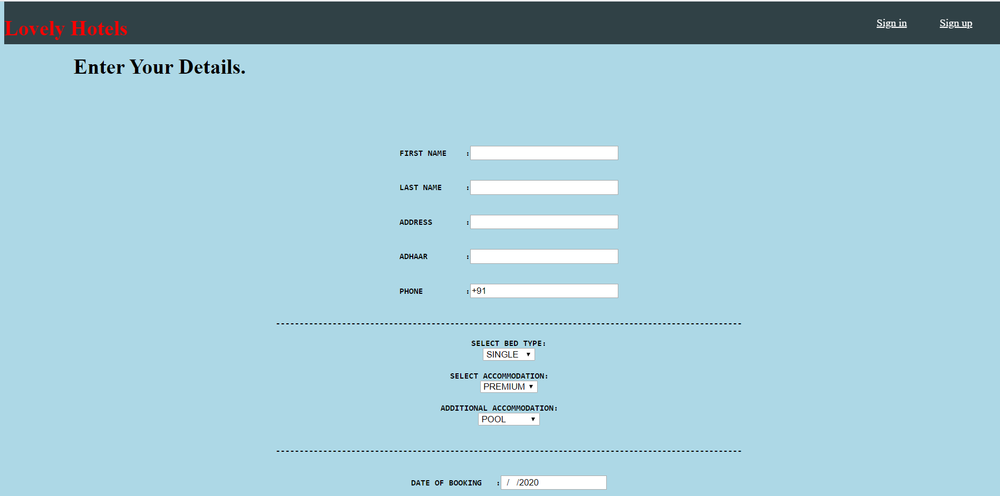 Lovely Hotels Sign in Sign up
Enter Your Details.
FIRST NAME :
LAST NAME :
ADDRESS :
ADHAAR :
PHONE :+91
---------------------------------------------------------------------------------------------------
SELECT BED TYPE:
SINGLE
SELECT ACCOMMODATION:
PREMIUM
ADDITIONAL ACCOMMODATION:
POOL
---------------------------------------------------------------------------------------------------
DATE OF BOOKING : / /2020